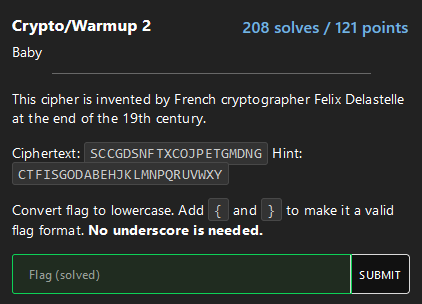 Crypto/Warmup 2 208 solves / 121 points
Baby
This cipher is invented by French cryptographer Felix Delastelle
at the end of the 19th century.
Ciphertext: SCCGDSNFTXCOJPETGMDNG Hint:
CTFISGODABEHJKLMNPQRUVWXY
Convert flag to lowercase. Add { and } to make it a valid
flag format. No underscore is needed.
Flag (solved) SUBMIT